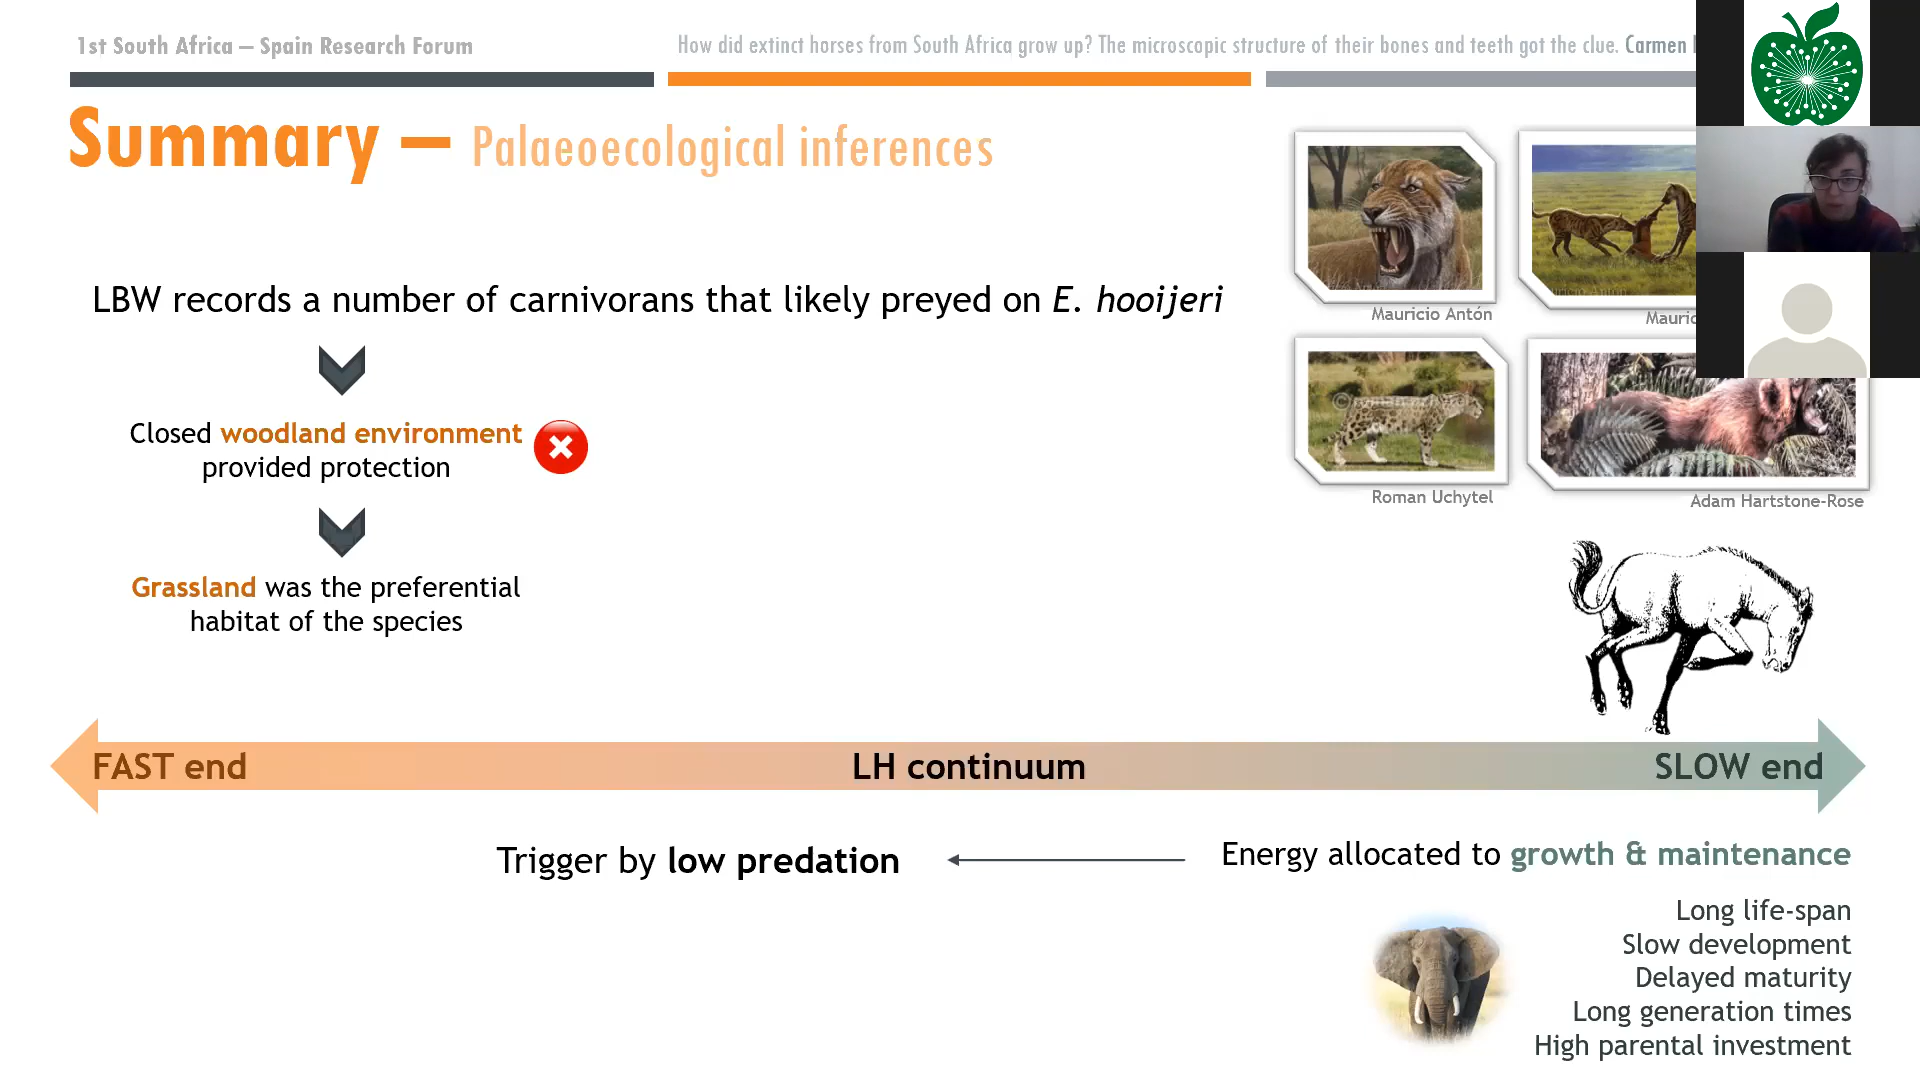 1st South Africa – Spain Research Forum
How did extinct horses from South Africa grow up? The microscopic structure of their bones and teeth got the clue. Carmen
Summary – Palaeoecological inferences
LBW records a number of carnivorans that likely preyed on E. hooijeri
Closed woodland environment
provided protection
Grassland was the preferential
habitat of the species
Mauricio Antón
Roman Uchytel
Adam Hartstone-Rose
FAST end
LH continuum
SLOW end
Trigger by low predation
Energy allocated to growth & maintenance
Long life-span
Slow development
Delayed maturity
Long generation times
High parental investment